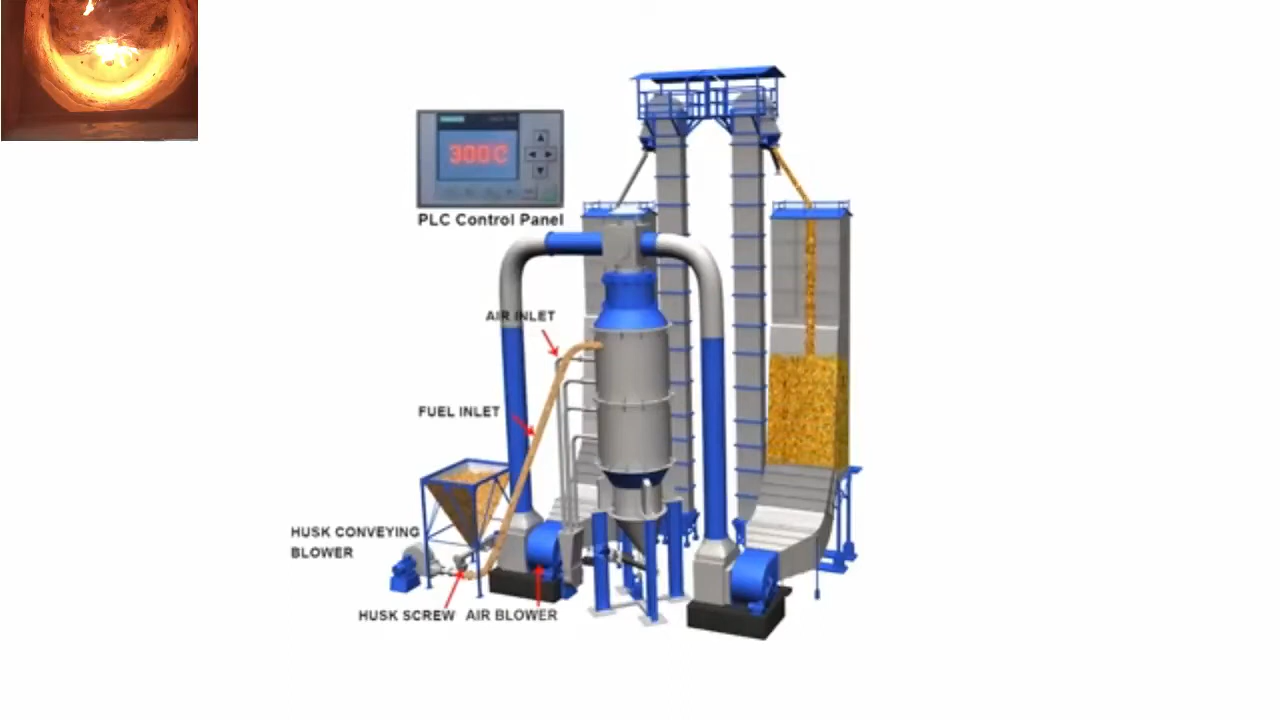 300C
PLC Control Panel
AIR INLET
FUEL INLET
HUSK CONVEYING
BLOWER
HUSK SCREW
AIR BLOWER